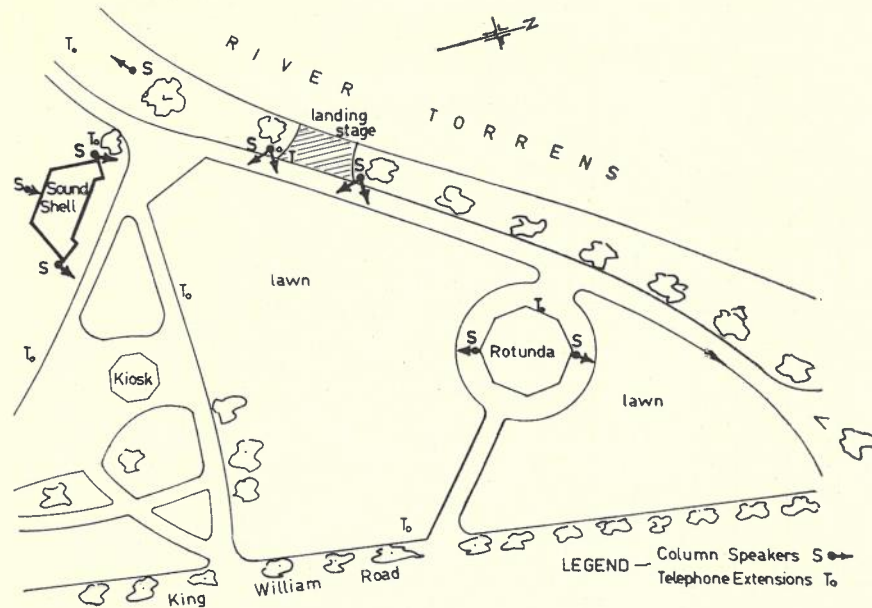 N
RIVER TORRENS
T
S
landing
stage
S
T
S
T
S
Sound
Shell
S
S
lawn
T
T
S
S
Rotunda
T
Kiosk
lawn
T
King William Road
LEGEND — Column Speakers S
Telephone Extensions T